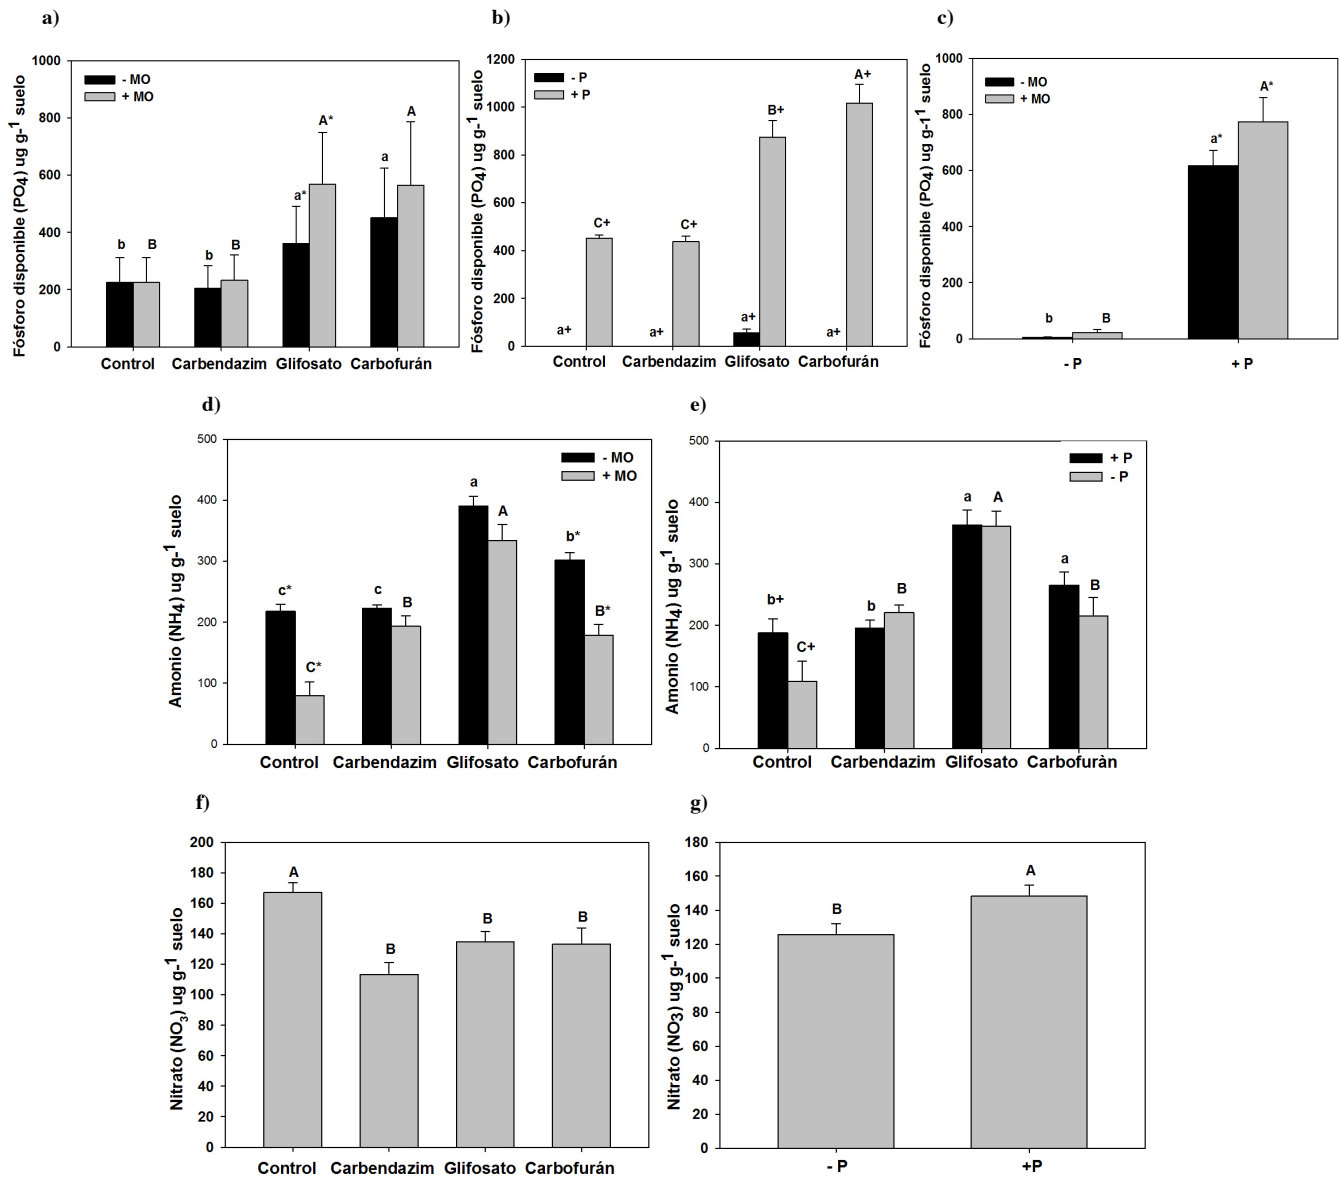 a)
b)
c)
Fósforo disponible (PO4) ug g-1 suelo
1000
800
600
400
200
0
- MO
+ MO
b B b B a* A* a A
Control Carbendazim Glifosato Carbofurán
Fósforo disponible (PO4) ug g-1 suelo
1200
1000
800
600
400
200
0
- P
+ P
a+ C+ a+ C+ a+ B+ a+ A+
Control Carbendazim Glifosato Carbofurán
Fósforo disponible (PO4) ug g-1 1 suelo
1000
800
600
400
200
0
- MO
+ MO
b B a* A*
- P + P
d)
e)
Amonio (NH4) ug g-1 suelo
500
400
300
200
100
0
- MO
+ MO
c* C* c B a A b* B*
Control Carbendazim Glifosato Carbofurán
Amonio (NH4) ug g-1 suelo
500
400
300
200
100
0
+ P
- P
b+ C+ b B a A a B
Control Carbendazim Glifosato Carbofuràn
f)
g)
Nitrato (NO3) ug g-1 suelo
200
180
160
140
120
100
80
60
40
20
0
A B B B
Control Carbendazim Glifosato Carbofurán
Nitrato (NO3) ug g-1 suelo
180
160
140
120
100
80
60
40
20
0
B A
- P +P